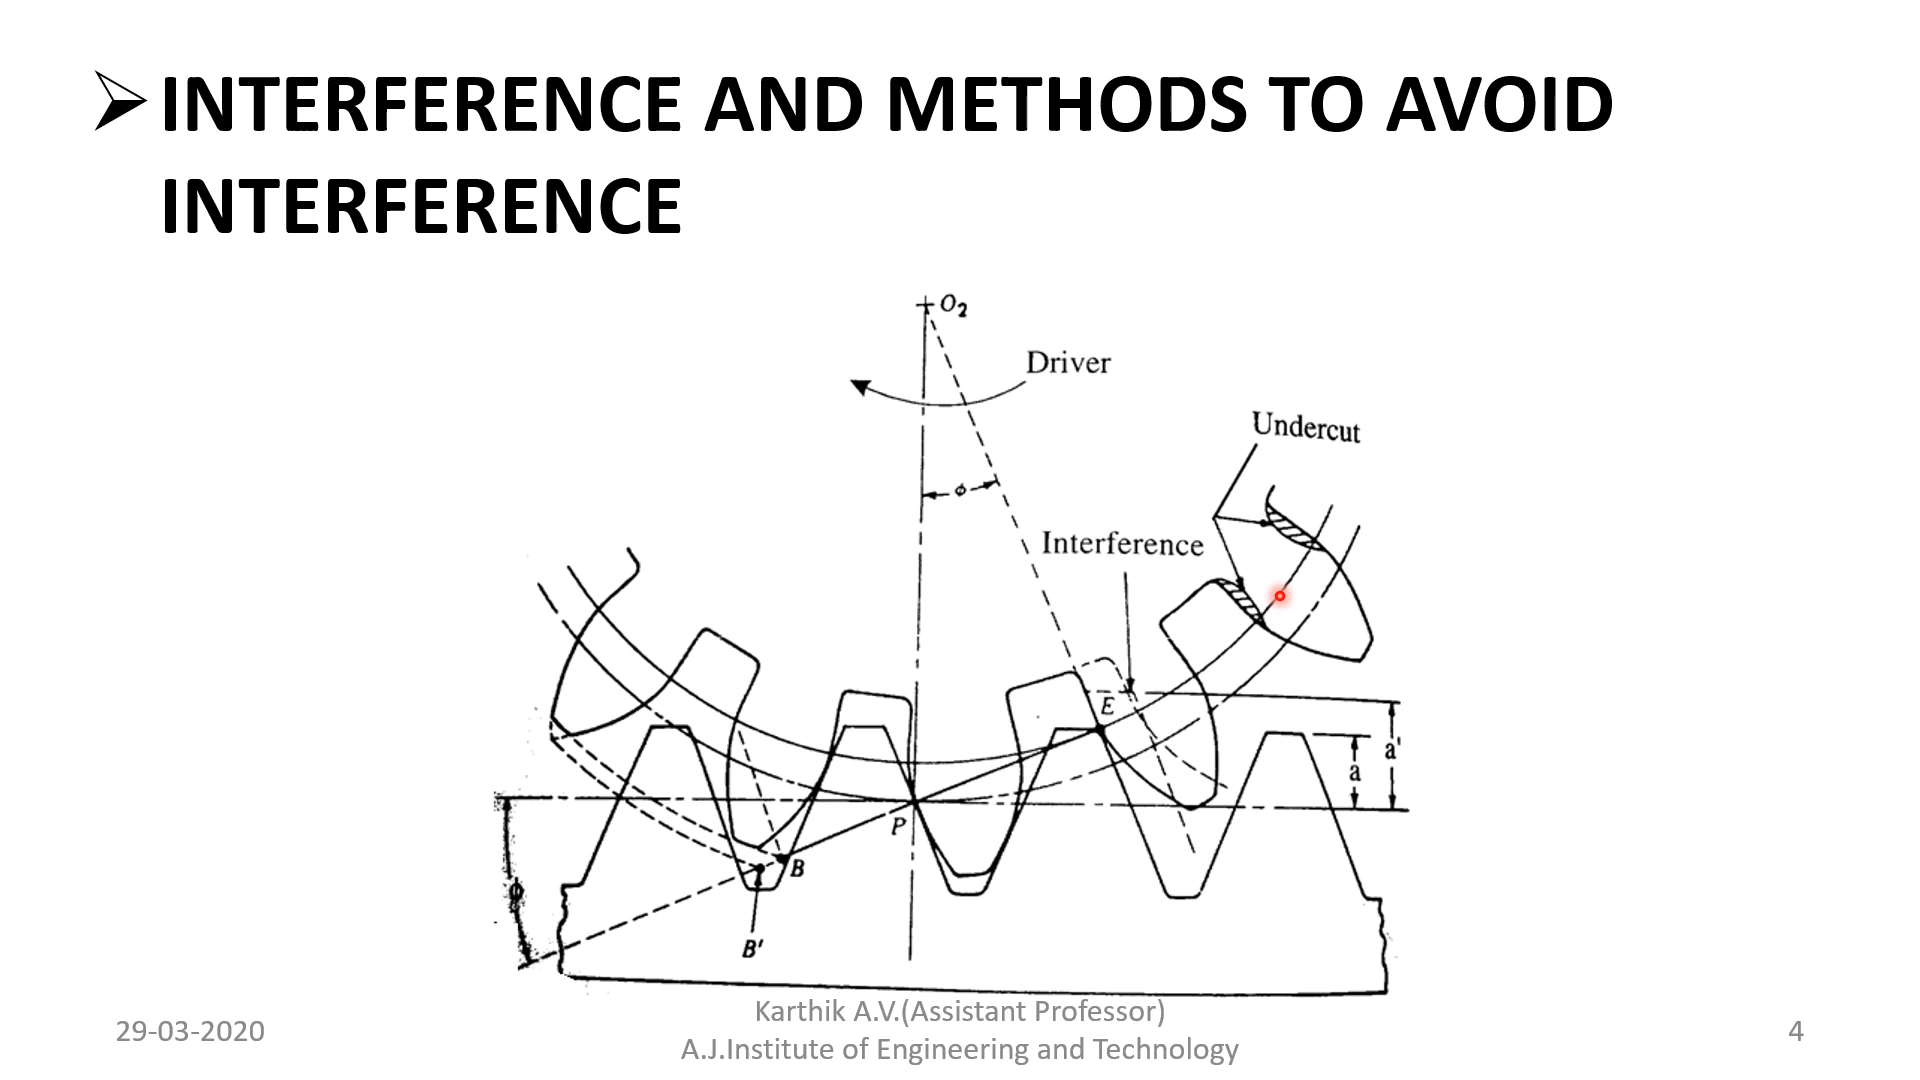 INTERFERENCE AND METHODS TO AVOID
INTERFERENCE
O₂
Driver
Undercut
ϕ
Interference
E
a'
a
P
B
ϕ
B'
29-03-2020
Karthik A.V.(Assistant Professor)
A.J.Institute of Engineering and Technology
4